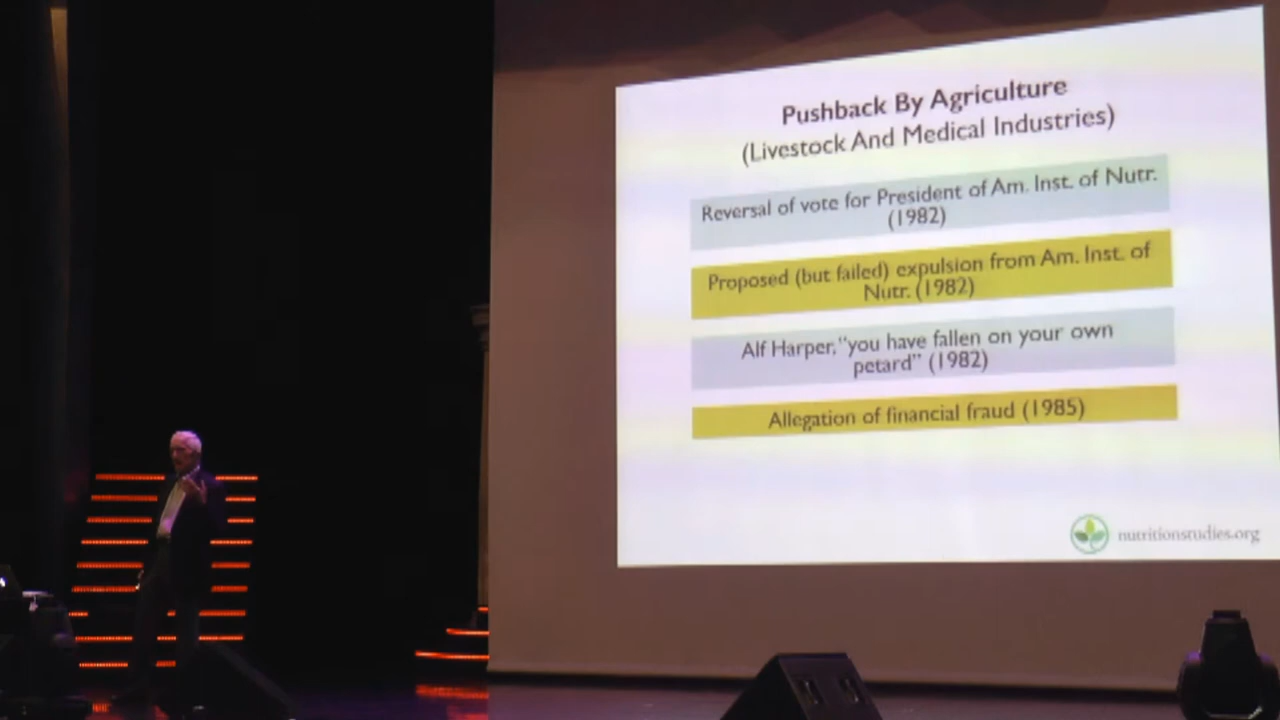 Pushback By Agriculture
(Livestock And Medical Industries)
Reversal of vote for President of Am. Inst. of Nutr.
(1982)
Proposed (but failed) expulsion from Am. Inst. of
Nutr. (1982)
Alf Harper, "you have fallen on your own
petard" (1982)
Allegation of financial fraud (1985)
nutritionstudies.org